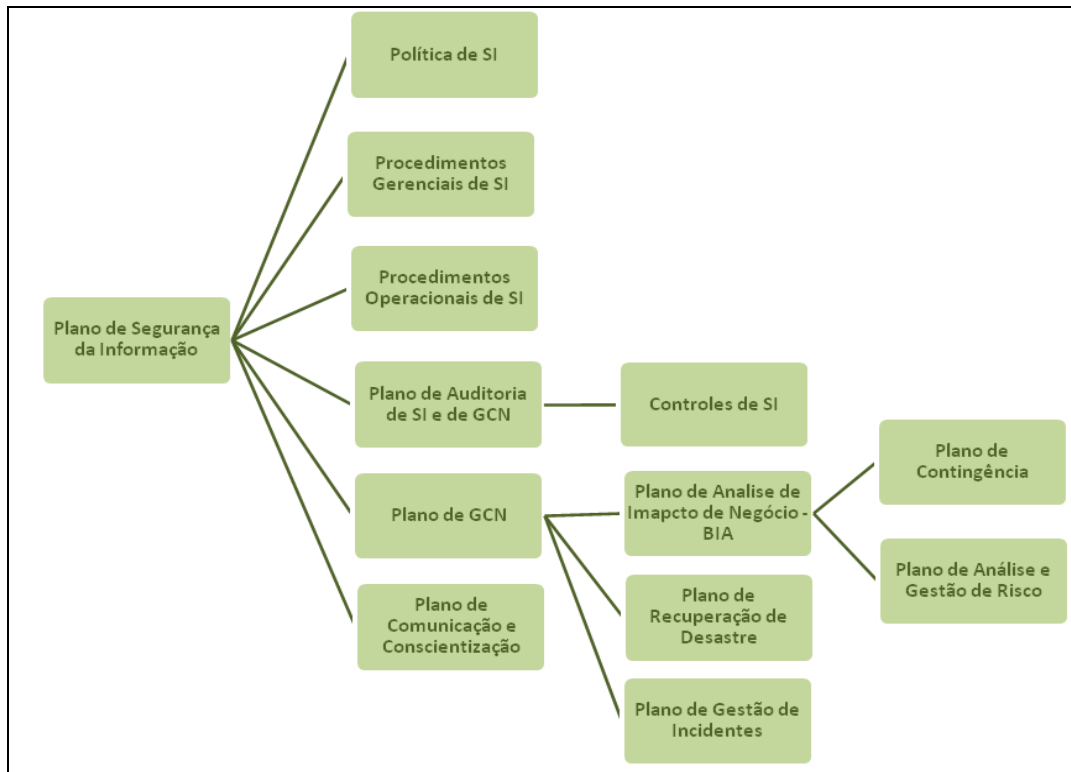 Política de SI
Procedimentos
Gerenciais de SI
Procedimentos
Operacionais de SI
Plano de Segurança
da Informação
Plano de Auditoria
de SI e de GCN
Controles de SI
Plano de
Contingência
Plano de GCN
Plano de Analise de
Imapcto de Negócio -
BIA
Plano de Análise e
Gestão de Risco
Plano de
Comunicação e
Conscientização
Plano de
Recuperação de
Desastre
Plano de Gestão de
Incidentes